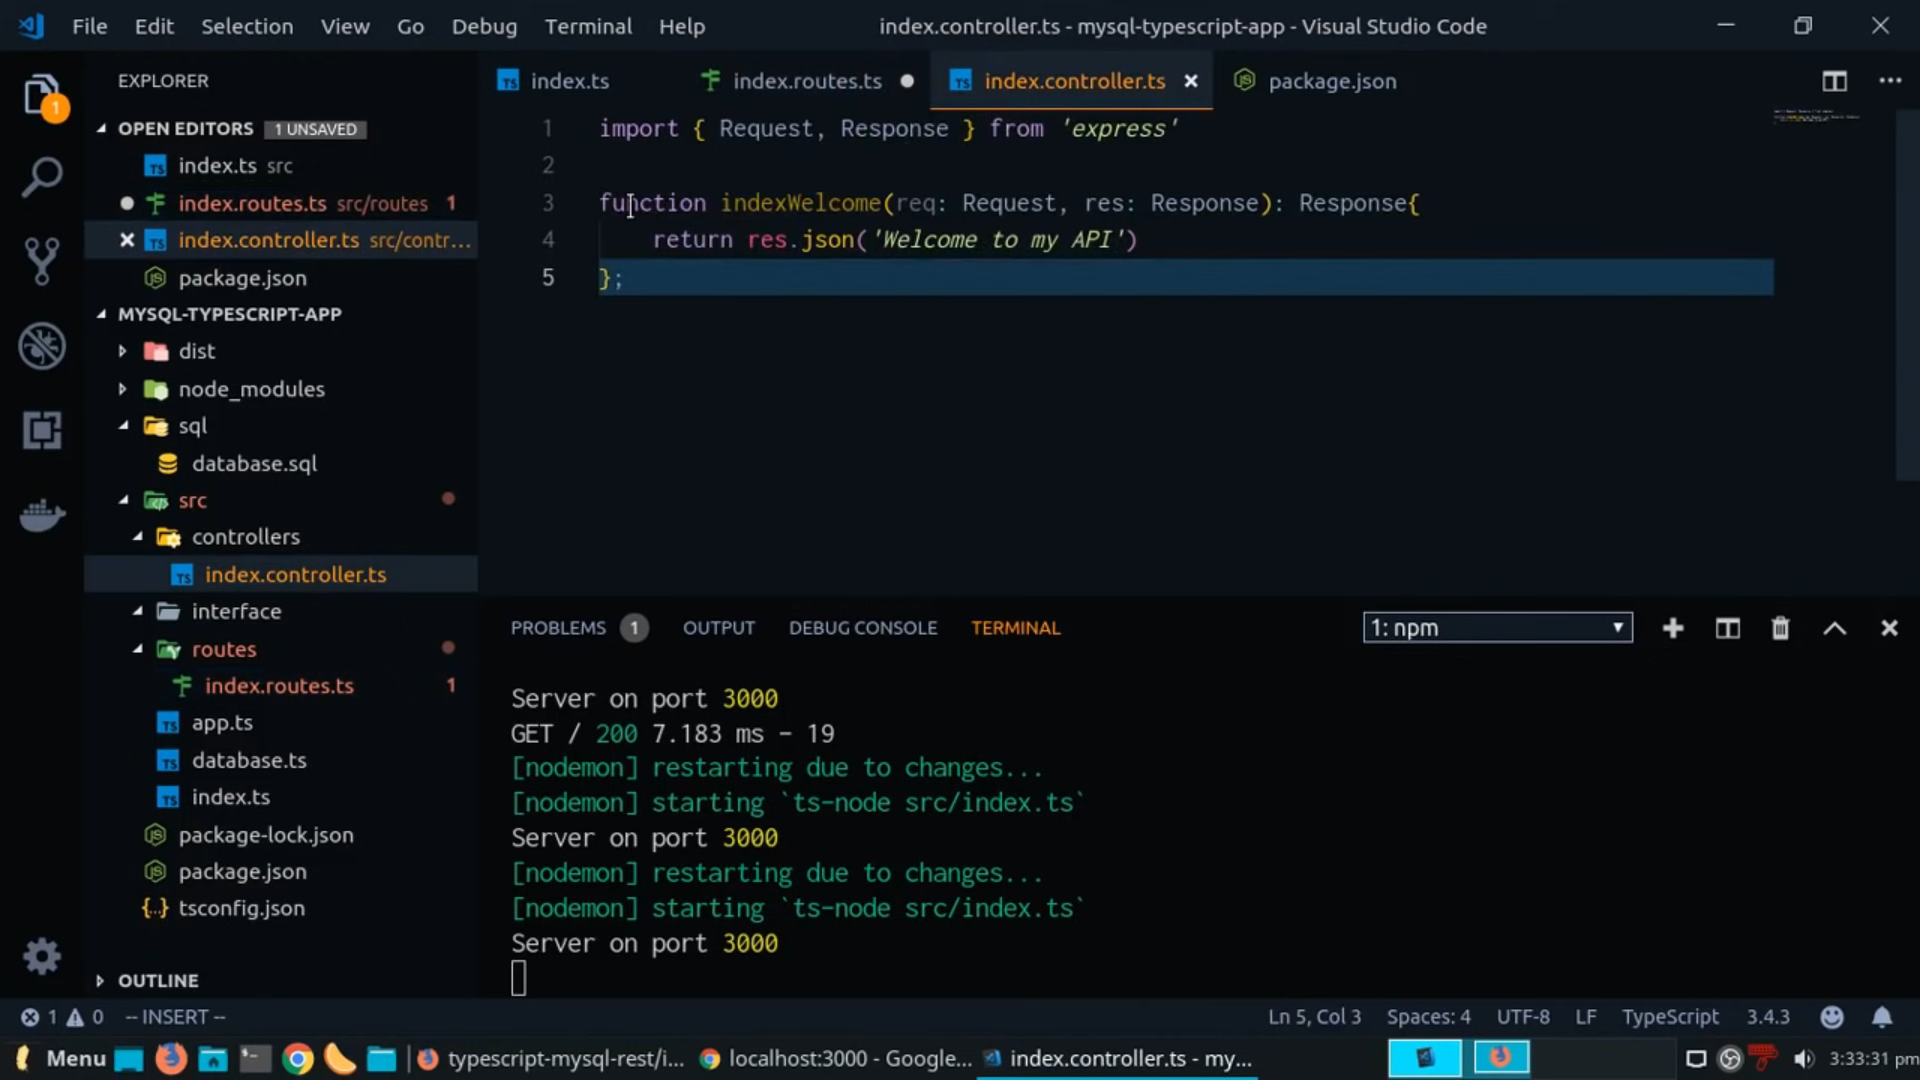 File Edit Selection View Go Debug Terminal Help index.controller.ts - mysql-typescript-app - Visual Studio Code
EXPLORER
OPEN EDITORS 1 UNSAVED
index.ts src
index.routes.ts src/routes 1
index.controller.ts src/contr...
package.json
MYSQL-TYPESCRIPT-APP
dist
node_modules
sql
database.sql
src
controllers
index.controller.ts
interface
routes
index.routes.ts 1
app.ts
database.ts
index.ts
package-lock.json
package.json
tsconfig.json
OUTLINE
1
index.ts index.routes.ts index.controller.ts package.json
1 import { Request, Response } from 'express'
2
3 function indexWelcome(req: Request, res: Response): Response{
4 return res.json('Welcome to my API')
5 };
PROBLEMS 1 OUTPUT DEBUG CONSOLE TERMINAL 1: npm
Server on port 3000
GET / 200 7.183 ms - 19
[nodemon] restarting due to changes...
[nodemon] starting `ts-node src/index.ts`
Server on port 3000
[nodemon] restarting due to changes...
[nodemon] starting `ts-node src/index.ts`
Server on port 3000
1 0 -- INSERT -- Ln 5, Col 3 Spaces: 4 UTF-8 LF TypeScript 3.4.3
Menu typescript-mysql-rest/i... localhost:3000 - Google... index.controller.ts - my... 3:33:31 pm